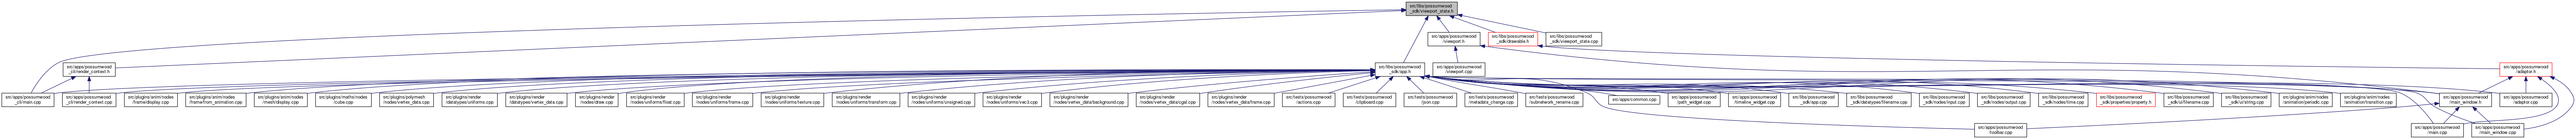 src/libs/possumwood
_sdk/viewport_state.h
src/apps/possumwood
/viewport.h
src/libs/possumwood
_sdk/drawable.h
src/libs/possumwood
_sdk/viewport_state.cpp
src/apps/possumwood
_cli/render_context.h
src/libs/possumwood
_sdk/app.h
src/apps/possumwood
/viewport.cpp
src/apps/possumwood
/adaptor.h
src/apps/possumwood
_cli/main.cpp
src/apps/possumwood
_cli/render_context.cpp
src/plugins/anim/nodes
/frame/display.cpp
src/plugins/anim/nodes
/frame/from_animation.cpp
src/plugins/anim/nodes
/mesh/display.cpp
src/plugins/maths/nodes
/cube.cpp
src/plugins/polymesh
/nodes/vertex_data.cpp
src/plugins/render
/datatypes/uniforms.cpp
src/plugins/render
/datatypes/vertex_data.cpp
src/plugins/render
/nodes/draw.cpp
src/plugins/render
/nodes/uniforms/float.cpp
src/plugins/render
/nodes/uniforms/frame.cpp
src/plugins/render
/nodes/uniforms/texture.cpp
src/plugins/render
/nodes/uniforms/transform.cpp
src/plugins/render
/nodes/uniforms/unsigned.cpp
src/plugins/render
/nodes/uniforms/vec3.cpp
src/plugins/render
/nodes/vertex_data/background.cpp
src/plugins/render
/nodes/vertex_data/cgal.cpp
src/plugins/render
/nodes/vertex_data/frame.cpp
src/tests/possumwood
/actions.cpp
src/tests/possumwood
/clipboard.cpp
src/tests/possumwood
/json.cpp
src/tests/possumwood
/metadata_change.cpp
src/tests/possumwood
/subnetwork_rename.cpp
src/apps/common.cpp
src/apps/possumwood
/path_widget.cpp
src/apps/possumwood
/timeline_widget.cpp
src/libs/possumwood
_sdk/app.cpp
src/libs/possumwood
_sdk/datatypes/filename.cpp
src/libs/possumwood
_sdk/nodes/input.cpp
src/libs/possumwood
_sdk/nodes/output.cpp
src/libs/possumwood
_sdk/nodes/time.cpp
src/libs/possumwood
_sdk/properties/property.h
src/libs/possumwood
_sdk/ui/filename.cpp
src/libs/possumwood
_sdk/ui/string.cpp
src/plugins/anim/nodes
/animation/periodic.cpp
src/plugins/anim/nodes
/animation/transition.cpp
src/apps/possumwood
/main_window.h
src/apps/possumwood
/adaptor.cpp
src/apps/possumwood
/toolbar.cpp
src/apps/possumwood
/main.cpp
src/apps/possumwood
/main_window.cpp